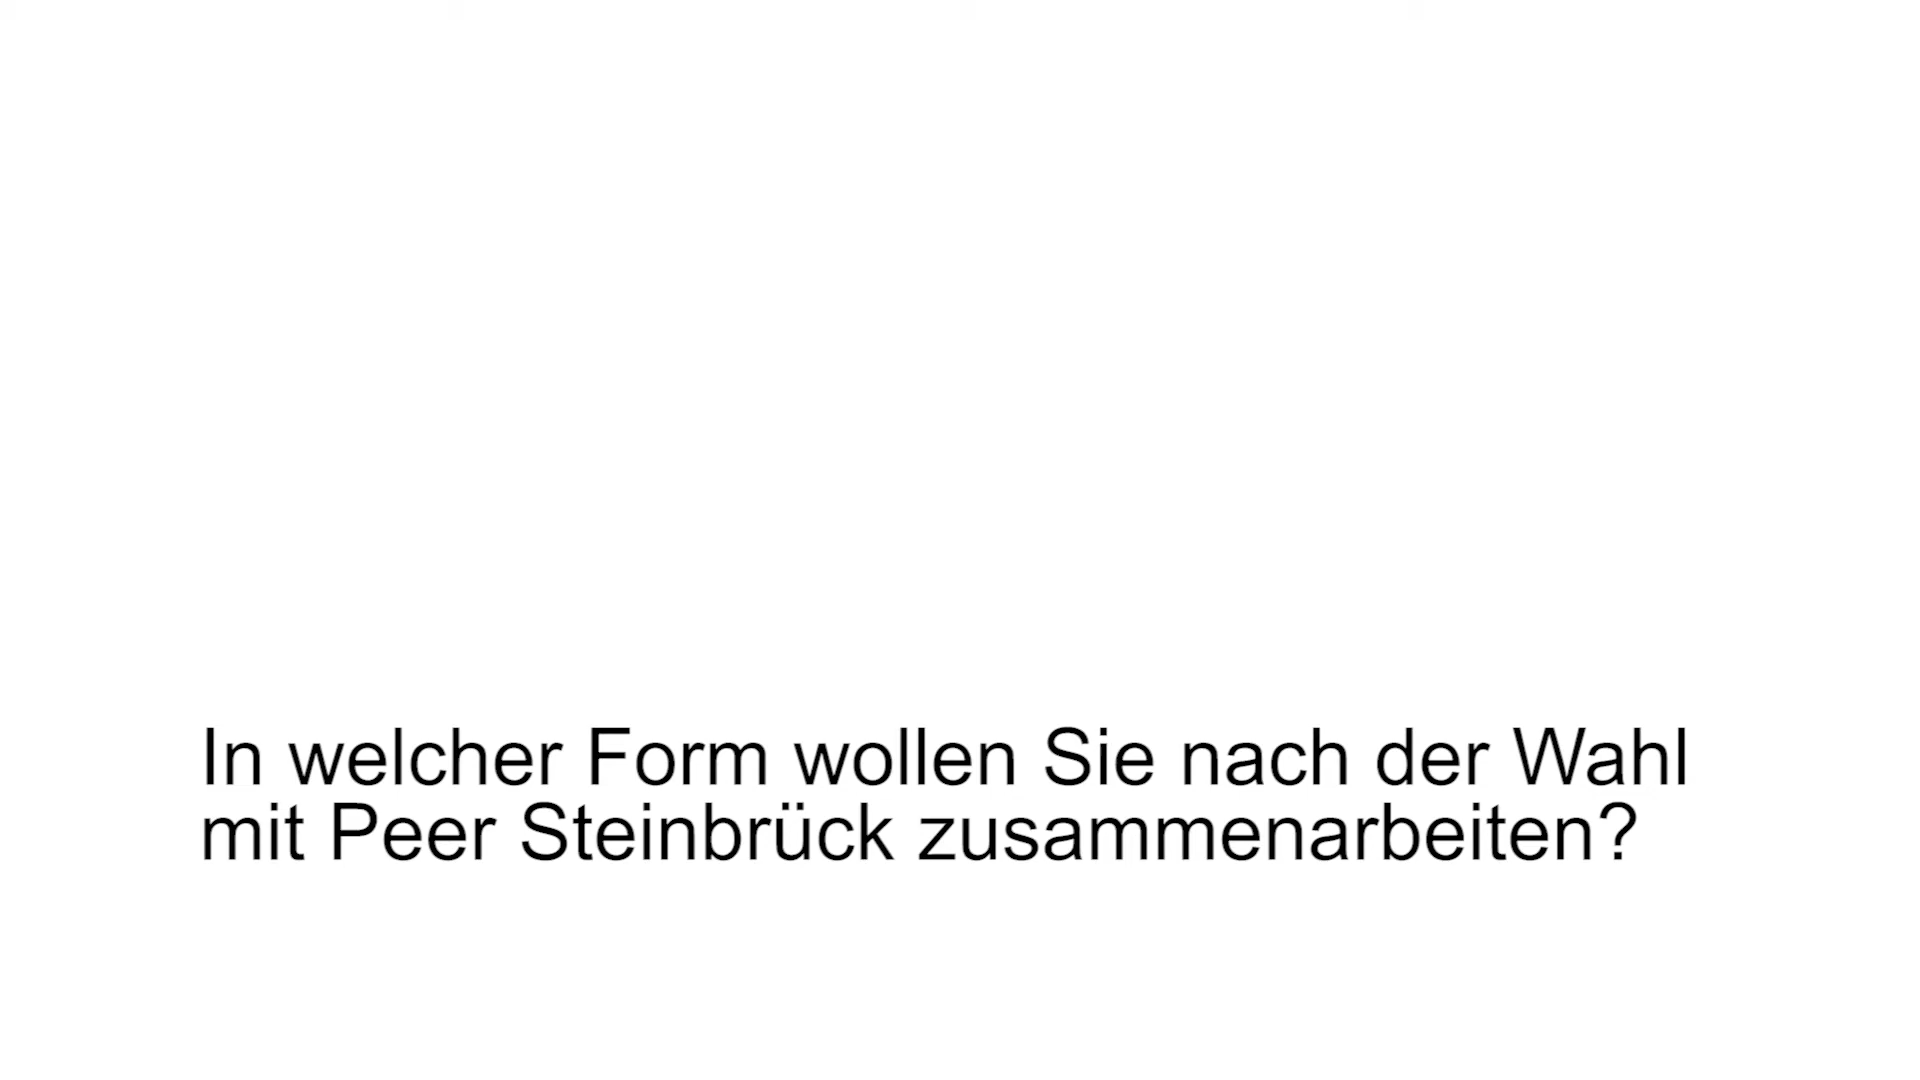 In welcher Form wollen Sie nach der Wahl
mit Peer Steinbrück zusammenarbeiten?